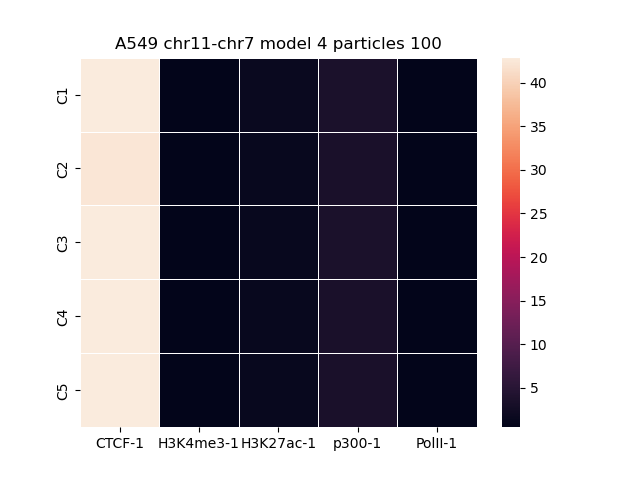 A549 chr11-chr7 model 4 particles 100
C1
C2
C3
C4
C5
CTCF-1 H3K4me3-1 H3K27ac-1 p300-1 PolII-1
40
35
30
25
20
15
10
5